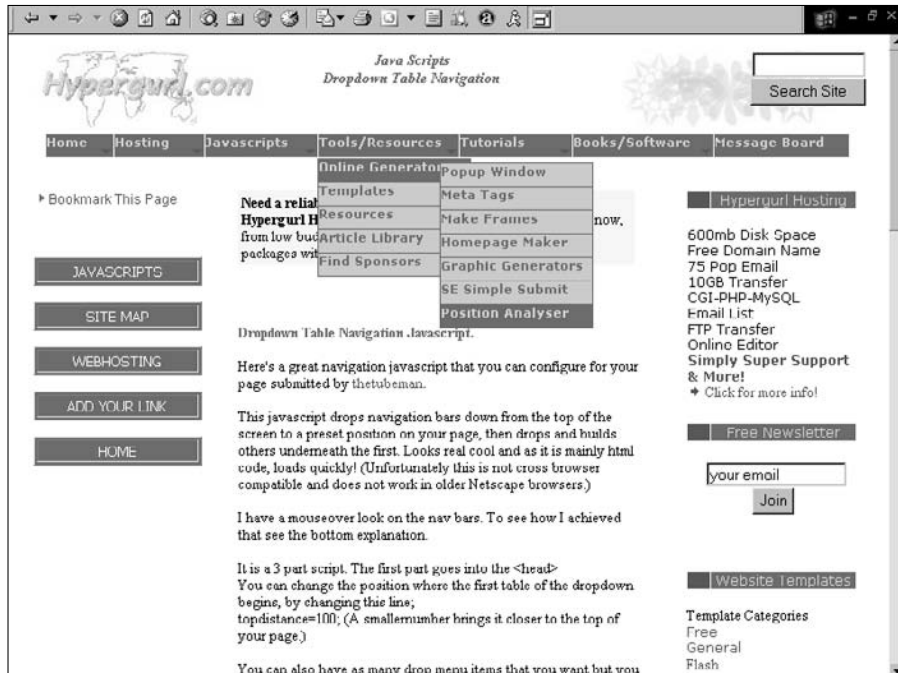 Hypergurl.com
Java Scripts
Dropdown Table Navigation
Search Site
Home Hosting Javascripts Tools/Resources Tutorials Books/Software Message Board
Online Generator
Templates
Resources
Article Library
Find Sponsors
Popup Window
Meta Tags
Make Frames
Homepage Maker
Graphic Generators
SE Simple Submit
Position Analyser
Bookmark This Page
JAVASCRIPTS
SITE MAP
WEBHOSTING
ADD YOUR LINK
HOME
Need a reliab
Hypergurl H now,
from low bud
packages wit
Dropdown Table Navigation Javascript.
Here's a great navigation javascript that you can configure for your
page submitted by thetubeman.
This javascript drops navigation bars down from the top of the
screen to a preset position on your page, then drops and builds
others underneath the first. Looks real cool and as it is mainly html
code, loads quickly! (Unfortunately this is not cross browser
compatible and does not work in older Netscape browsers.)
I have a mouseover look on the nav bars. To see how I achieved
that see the bottom explanation.
It is a 3 part script. The first part goes into the <head>
You can change the position where the first table of the dropdown
begins, by changing this line;
topdistance=100; (A smallernumber brings it closer to the top of
your page.)
You can also have as many drop menu items that you want but you
Hypergurl Hosting
600mb Disk Space
Free Domain Name
75 Pop Email
10GB Transfer
CGI-PHP-MySQL
Email List
FTP Transfer
Online Editor
Simply Super Support
& More!
Click for more info!
Free Newsletter
your email
Join
Website Templates
Template Categories
Free
General
Flash